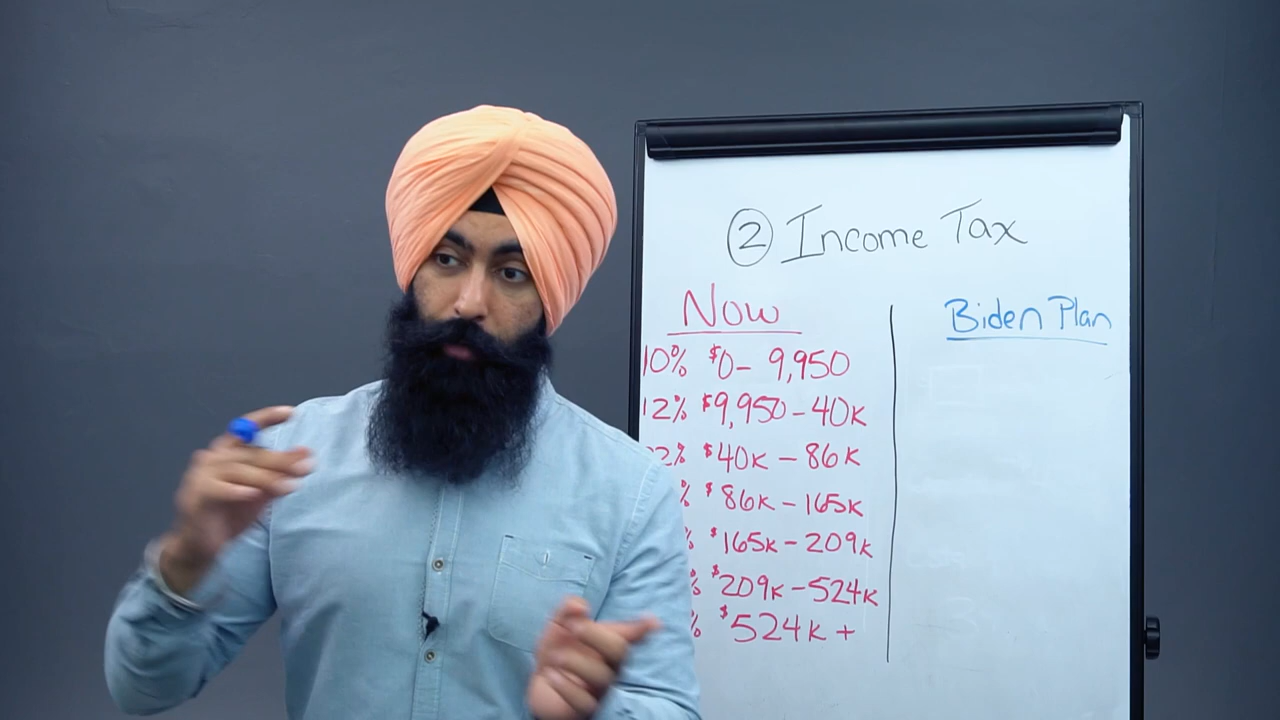 ② Income Tax
Now
Biden Plan
10% $0- 9,950
12% $9,950-40K
2% $40K - 86K
% $86K-165K
% $165K-209K
% $209K-524K
% $524K +